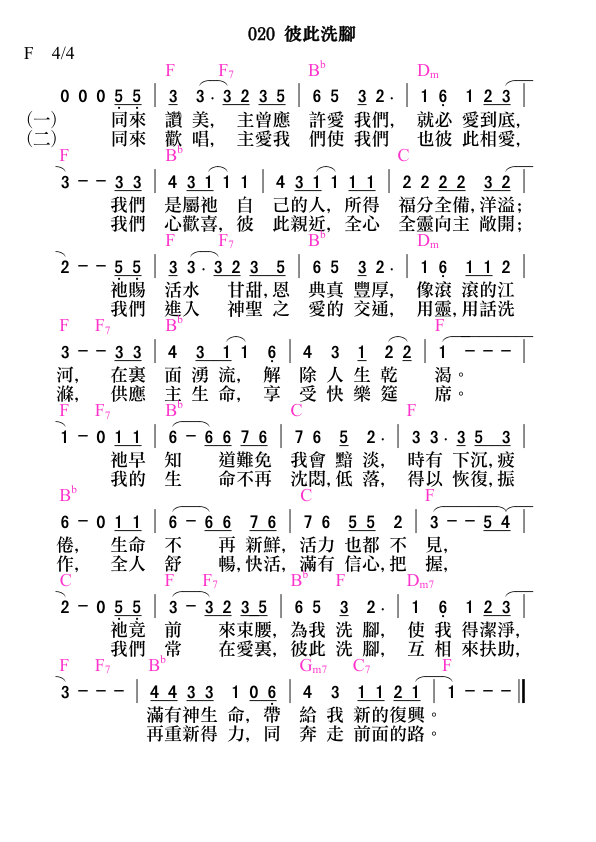 020 彼此洗腳
F 4/4
F F7 Bb Dm
0 0 0 5 5 | 3 3 · 3 2 3 5 | 6 5 3 2 · | 1 6 1 2 3 |
(一) 同來 讚 美, 主曾應 許愛 我們, 就必 愛到底,
(二) 同來 歡 唱, 主愛我 們使 我們 也彼 此相愛,
F Bb C
3 – – 3 3 | 4 3 1 1 1 | 4 3 1 1 1 1 | 2 2 2 2 3 2 |
我們 是屬祂 自 己的人, 所得 福分全備, 洋溢;
我們 心歡喜, 彼 此親近, 全心 全靈向主 敞開;
F F7 Bb Dm
2 – – 5 5 | 3 3 · 3 2 3 5 | 6 5 3 2 · | 1 6 1 1 2 |
祂賜 活水 甘甜, 恩 典真 豐厚, 像滾 滾的江
我們 進入 神聖 之 愛的 交通, 用靈, 用話洗
F F7 Bb F
3 – – 3 3 | 4 3 1 1 6 | 4 3 1 2 2 | 1 – – – |
河, 在裏 面 湧 流, 解 除 人 生 乾 渴。
滌, 供應 主 生 命, 享 受 快 樂 筵 席。
F F7 Bb C F
1 – 0 1 1 | 6 – 6 6 7 6 | 7 6 5 2 · | 3 3 · 3 5 3 |
祂早 知 道難免 我會 黯 淡, 時有 下沉, 疲
我的 生 命不再 沈悶, 低 落, 得以 恢復, 振
Bb C F
6 – 0 1 1 | 6 – 6 6 7 6 | 7 6 5 5 2 | 3 – – 5 4 |
倦, 生命 不 再 新鮮, 活力 也都 不 見,
作, 全人 舒 暢, 快活, 滿有 信心, 把 握,
C F F7 Bb F Dm7
2 – 0 5 5 | 3 – 3 2 3 5 | 6 5 3 2 · | 1 6 1 2 3 |
祂竟 前 來束腰, 為我 洗 腳, 使 我 得潔淨,
我們 常 在愛裏, 彼此 洗 腳, 互 相 來扶助,
F F7 Bb Gm7 C7 F
3 – – – | 4 4 3 3 1 0 6 | 4 3 1 1 2 1 | 1 – – – ‖
滿有神生 命, 帶 給 我 新的復興。
再重新得 力, 同 奔 走 前面的路。